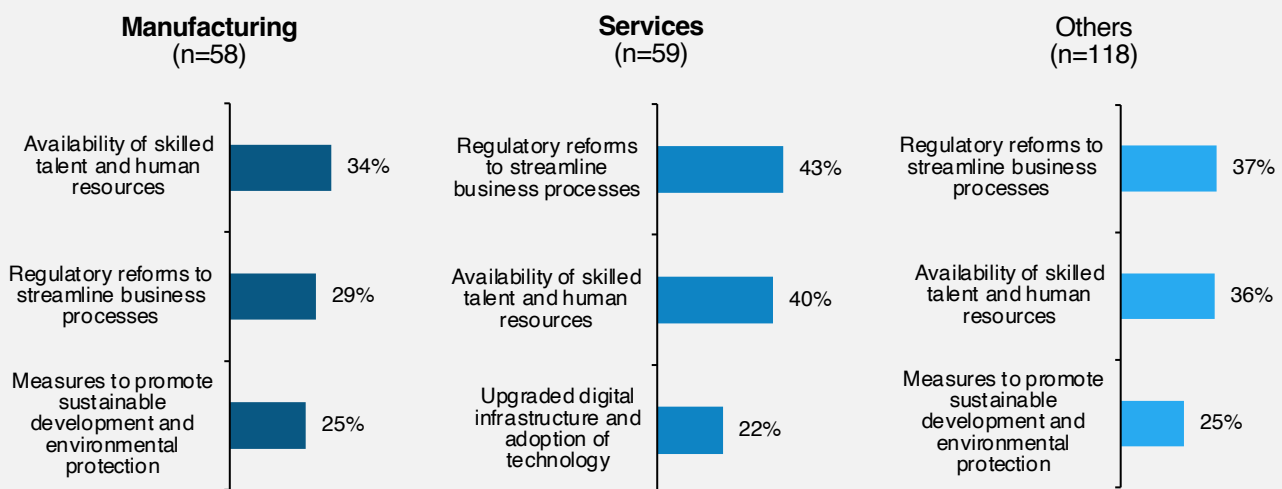 Manufacturing
(n=58)
Availability of skilled
talent and human
resources
34%
Regulatory reforms to
streamline business
processes
29%
Measures to promote
sustainable
development and
environmental
protection
25%
Services
(n=59)
Regulatory reforms
to streamline
business processes
43%
Availability of skilled
talent and human
resources
40%
Upgraded digital
infrastructure and
adoption of
technology
22%
Others
(n=118)
Regulatory reforms to
streamline business
processes
37%
Availability of skilled
talent and human
resources
36%
Measures to promote
sustainable
development and
environmental
protection
25%